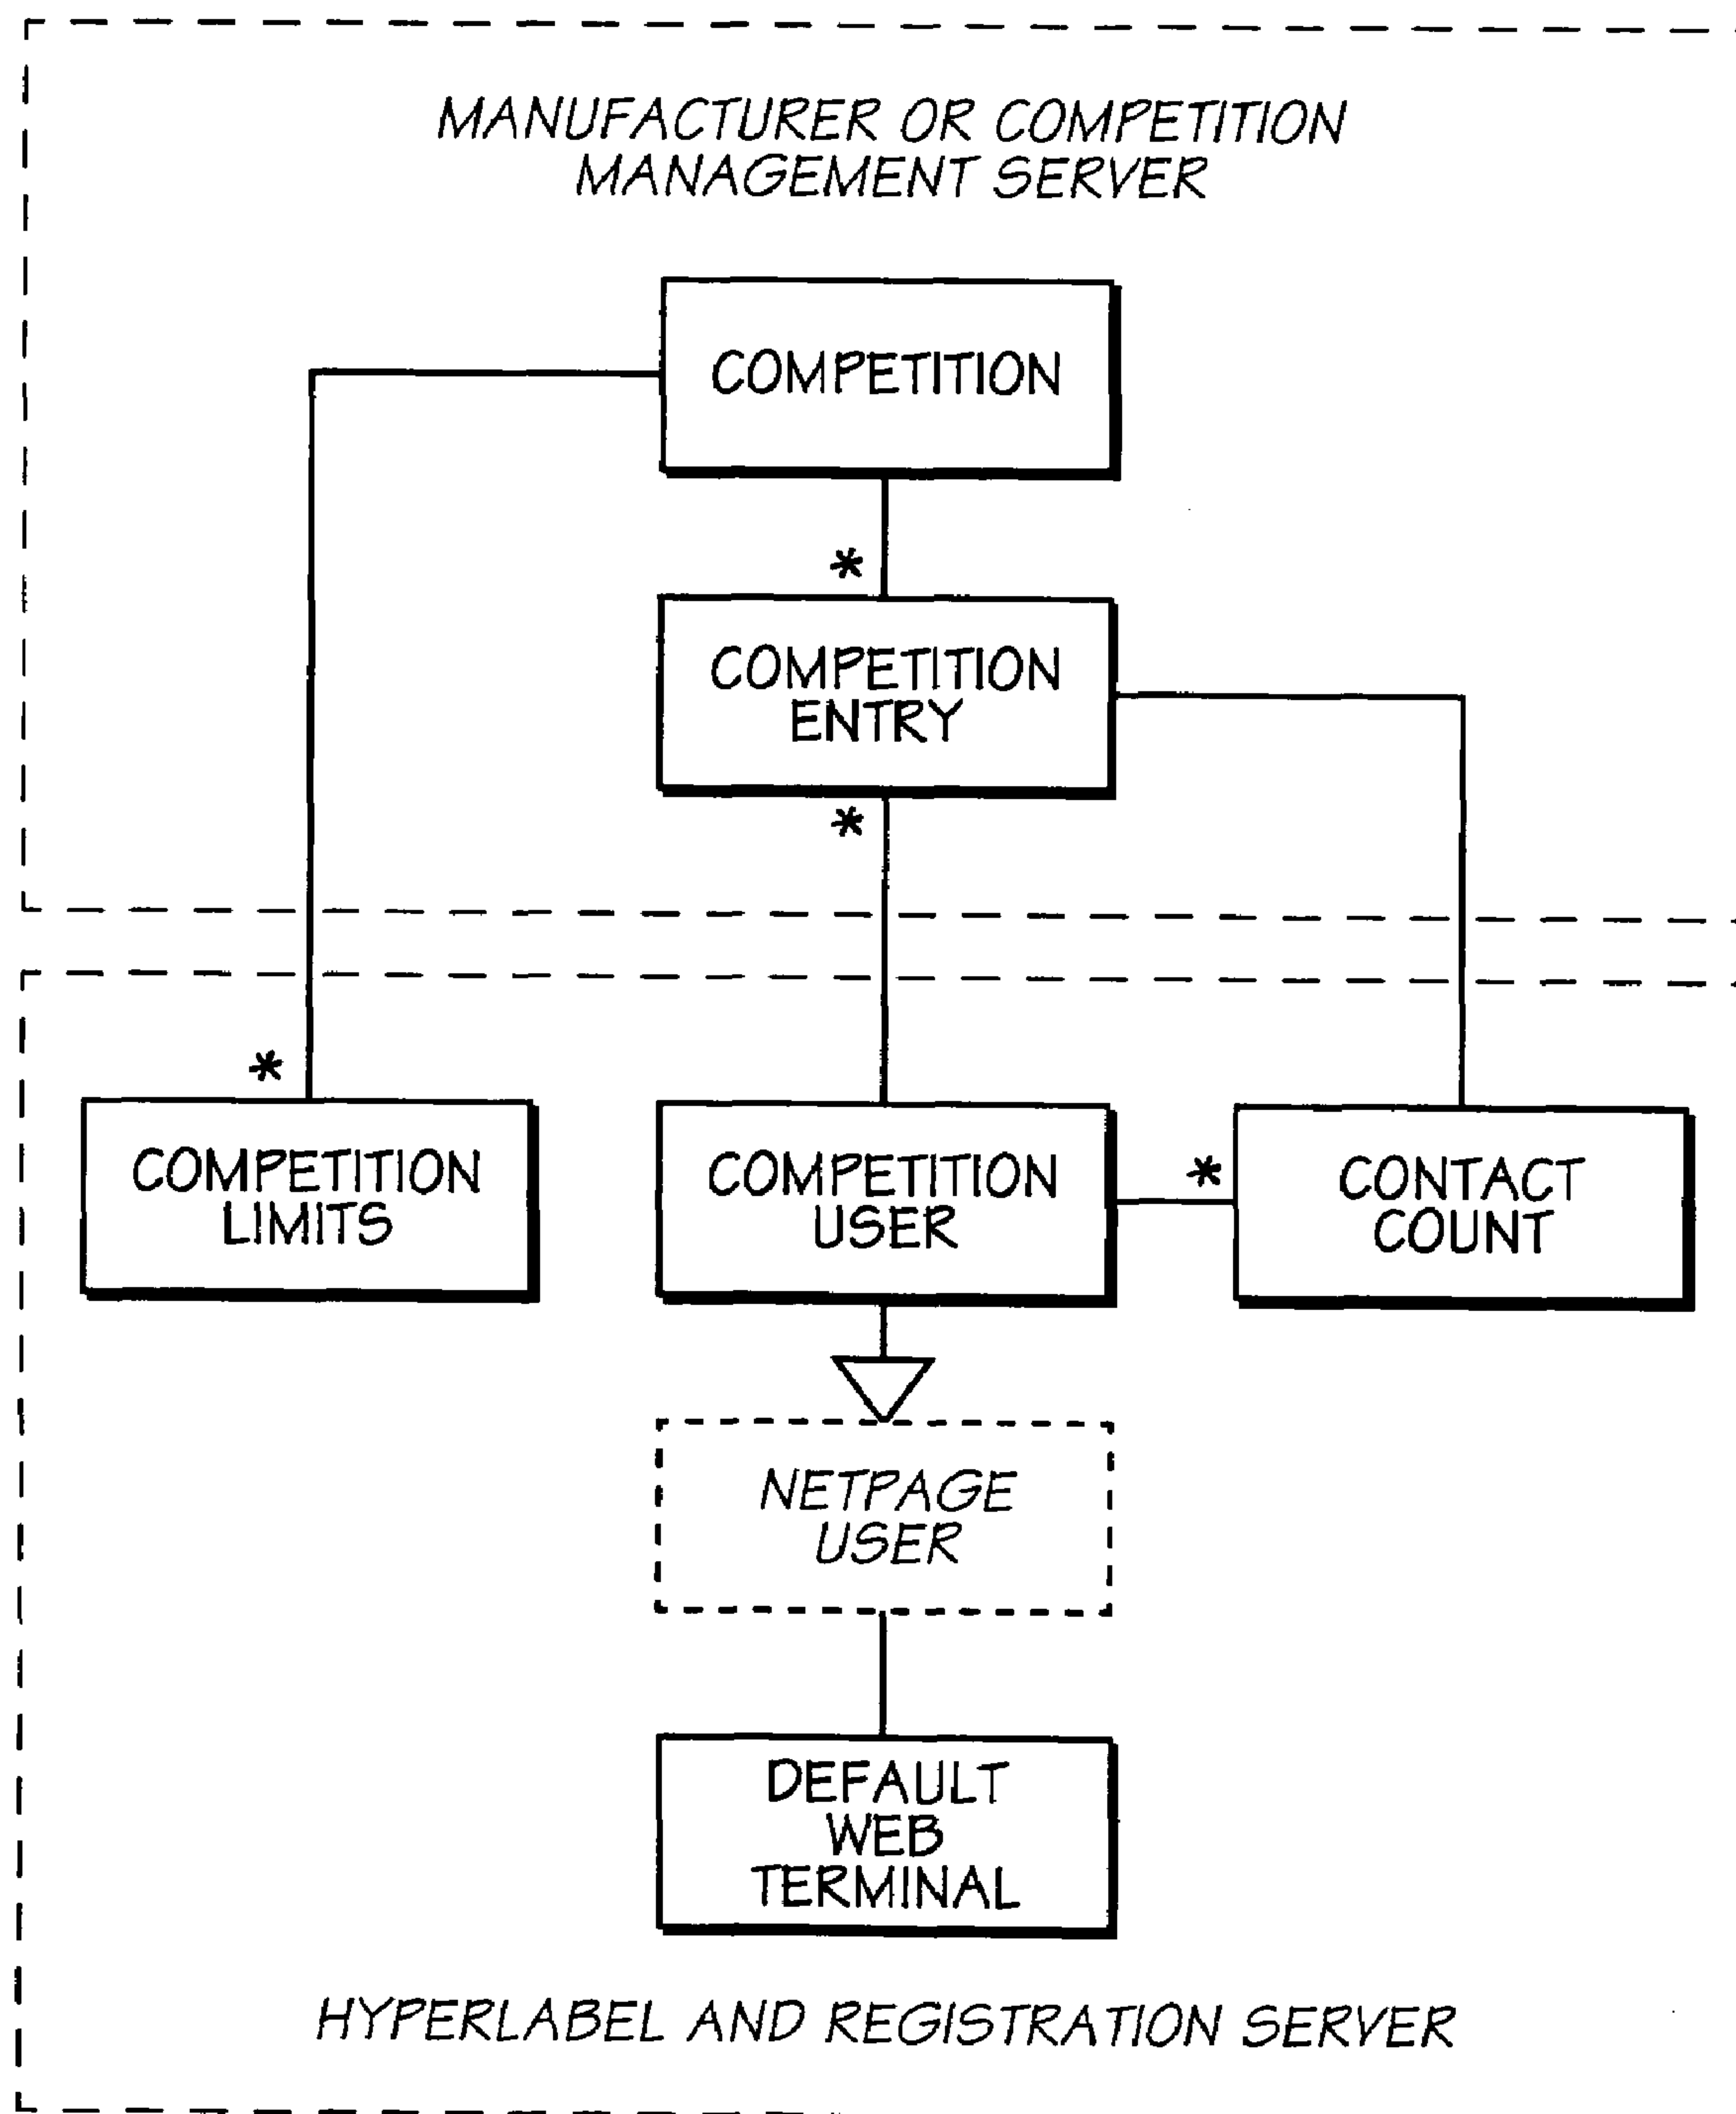 MANUFACTURER OR COMPETITION
MANAGEMENT SERVER
COMPETITION
*
COMPETITION
ENTRY
*
*
COMPETITION
LIMITS
COMPETITION
USER
*
CONTACT
COUNT
NETPAGE
USER
DEFAULT
WEB
TERMINAL
HYPERLABEL AND REGISTRATION SERVER